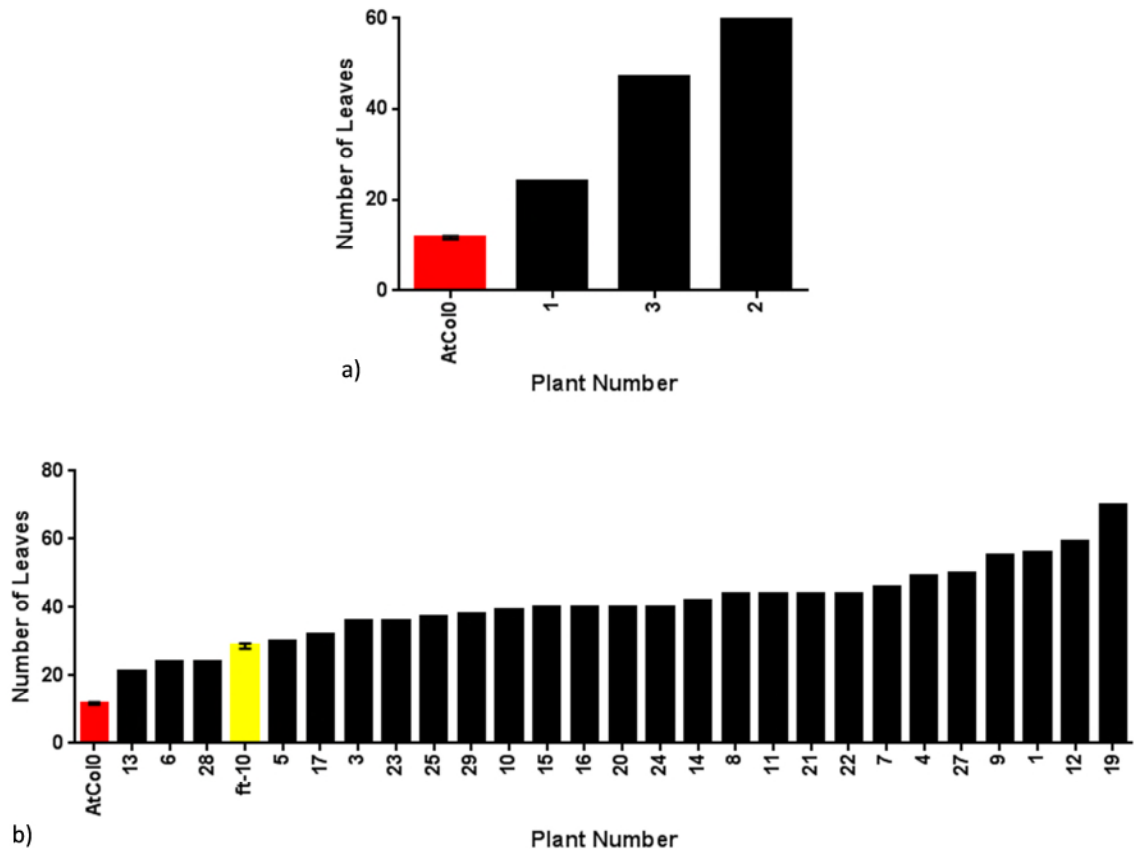 60
40
20
0
Number of Leaves
AtCol0 1 3 2
a)
Plant Number
80
60
40
20
0
Number of Leaves
AtCol0 13 6 28 ft-10 5 17 3 23 25 29 10 15 16 20 24 14 8 11 21 22 7 4 27 9 1 12 19
b)
Plant Number